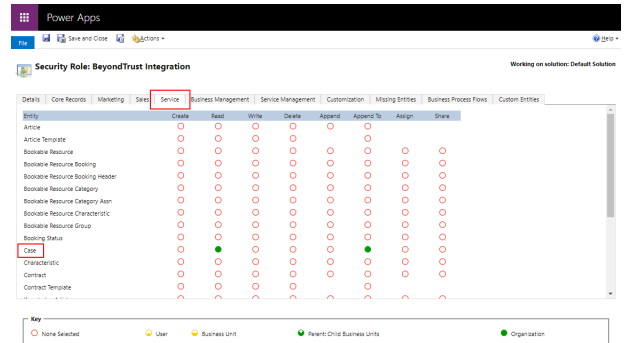 Power Apps
File Save and Close Actions Help
Security Role: BeyondTrust Integration Working on solution: Default Solution
Details Core Records Marketing Sales Service Business Management Service Management Customization Missing Entities Business Process Flows Custom Entities
Entity Create Read Write Delete Append Append To Assign Share
Article
Article Template
Bookable Resource
Bookable Resource Booking
Bookable Resource Booking Header
Bookable Resource Category
Bookable Resource Category Assn
Bookable Resource Characteristic
Bookable Resource Group
Booking Status
Case
Characteristic
Contract
Contract Template
Key
None Selected User Business Unit Parent: Child Business Units Organization